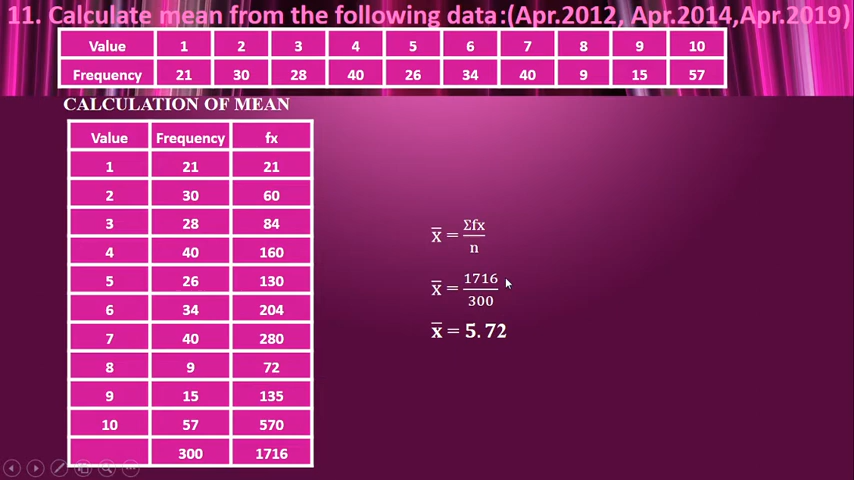 11. Calculate mean from the following data:(Apr.2012, Apr.2014,Apr.2019)
Value 1 2 3 4 5 6 7 8 9 10
Frequency 21 30 28 40 26 34 40 9 15 57
CALCULATION OF MEAN
Value Frequency fx
1 21 21
2 30 60
3 28 84
4 40 160
5 26 130
6 34 204
7 40 280
8 9 72
9 15 135
10 57 570
300 1716
x̅ = Σfx/n
x̅ = 1716/300
x̅ = 5.72